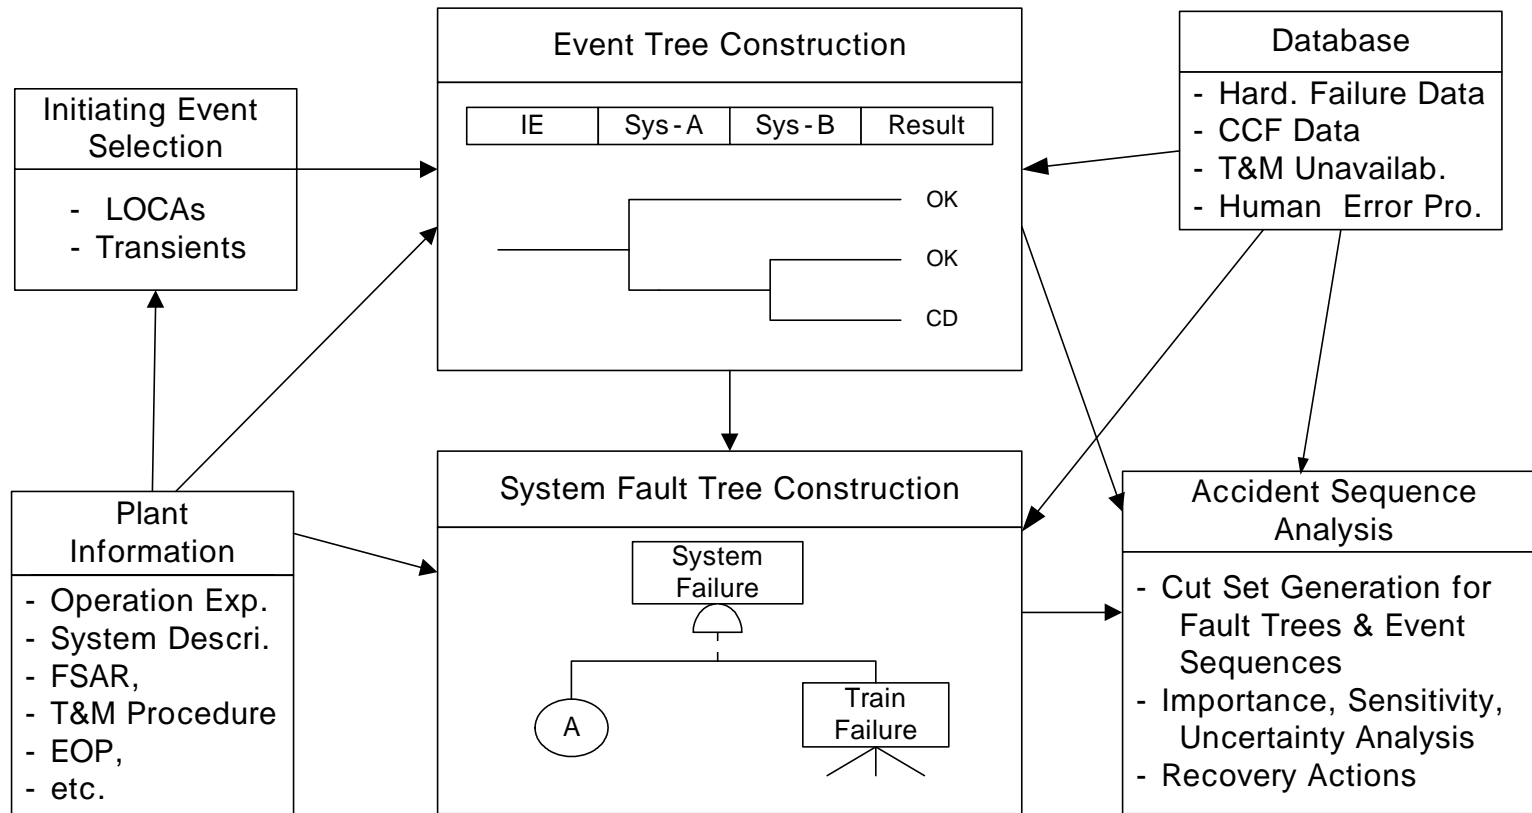 Event Tree Construction
IE Sys-A Sys-B Result
OK
OK
CD
Database
- Hard. Failure Data
- CCF Data
- T&M Unavailab.
- Human Error Pro.
Initiating Event
Selection
- LOCAs
- Transients
Plant
Information
- Operation Exp.
- System Descri.
- FSAR,
- T&M Procedure
- EOP,
- etc.
System Fault Tree Construction
System
Failure
A
Train
Failure
Accident Sequence
Analysis
- Cut Set Generation for
Fault Trees & Event
Sequences
- Importance, Sensitivity,
Uncertainty Analysis
- Recovery Actions